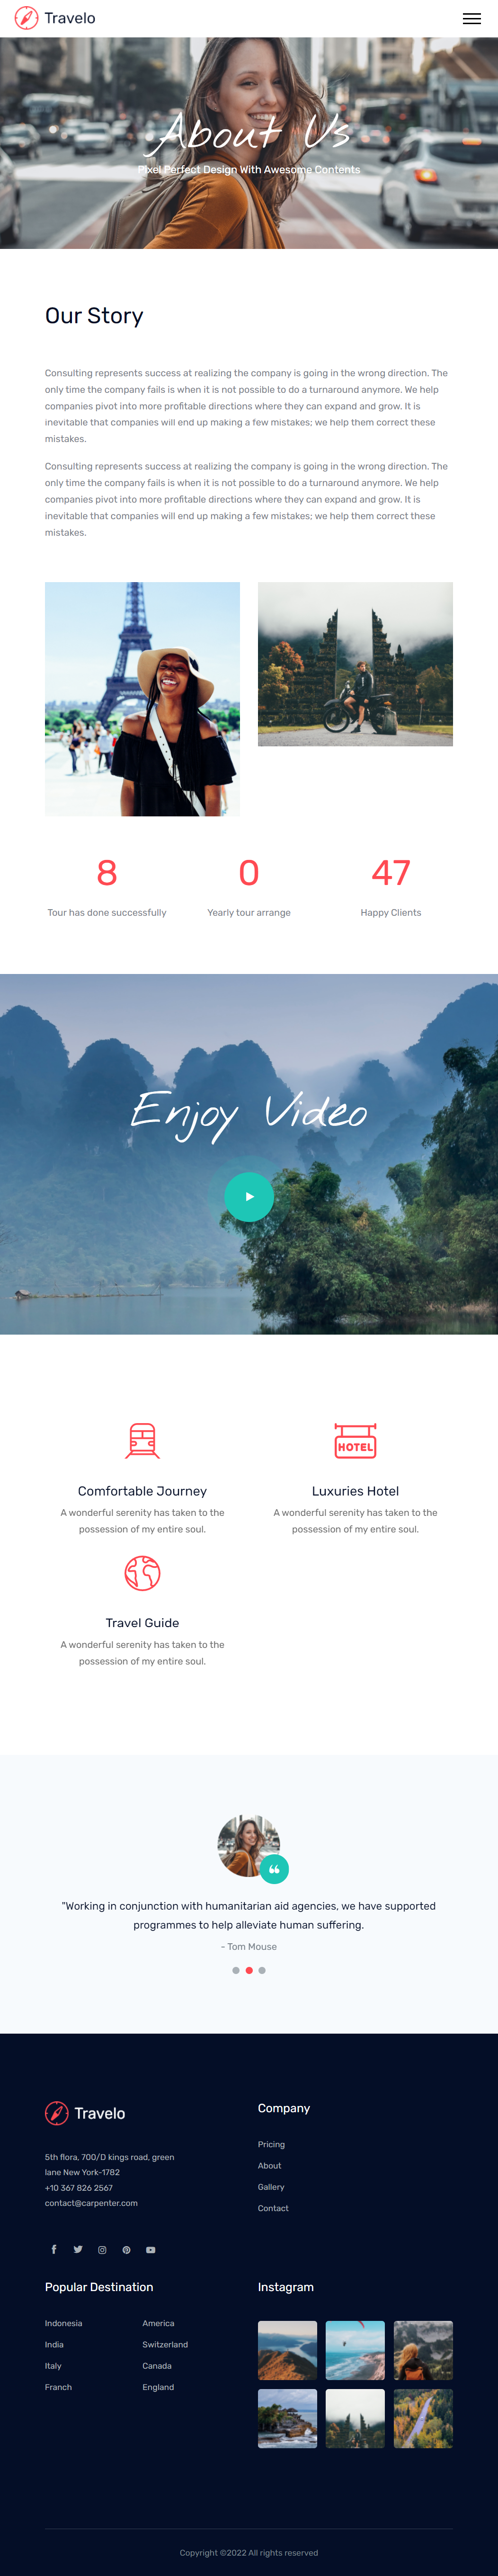 Travelo
About Us
Pixel Perfect Design With Awesome Contents
Our Story
Consulting represents success at realizing the company is going in the wrong direction. The
only time the company fails is when it is not possible to do a turnaround anymore. We help
companies pivot into more profitable directions where they can expand and grow. It is
inevitable that companies will end up making a few mistakes; we help them correct these
mistakes.
Consulting represents success at realizing the company is going in the wrong direction. The
only time the company fails is when it is not possible to do a turnaround anymore. We help
companies pivot into more profitable directions where they can expand and grow. It is
inevitable that companies will end up making a few mistakes; we help them correct these
mistakes.
8
Tour has done successfully
0
Yearly tour arrange
47
Happy Clients
Enjoy Video
HOTEL
Comfortable Journey
A wonderful serenity has taken to the
possession of my entire soul.
Luxuries Hotel
A wonderful serenity has taken to the
possession of my entire soul.
Travel Guide
A wonderful serenity has taken to the
possession of my entire soul.
"Working in conjunction with humanitarian aid agencies, we have supported
programmes to help alleviate human suffering.
- Tom Mouse
Travelo
5th flora, 700/D kings road, green
lane New York-1782
+10 367 826 2567
contact@carpenter.com
Company
Pricing
About
Gallery
Contact
Popular Destination
Indonesia
India
Italy
Franch
America
Switzerland
Canada
England
Instagram
Copyright ©2022 All rights reserved